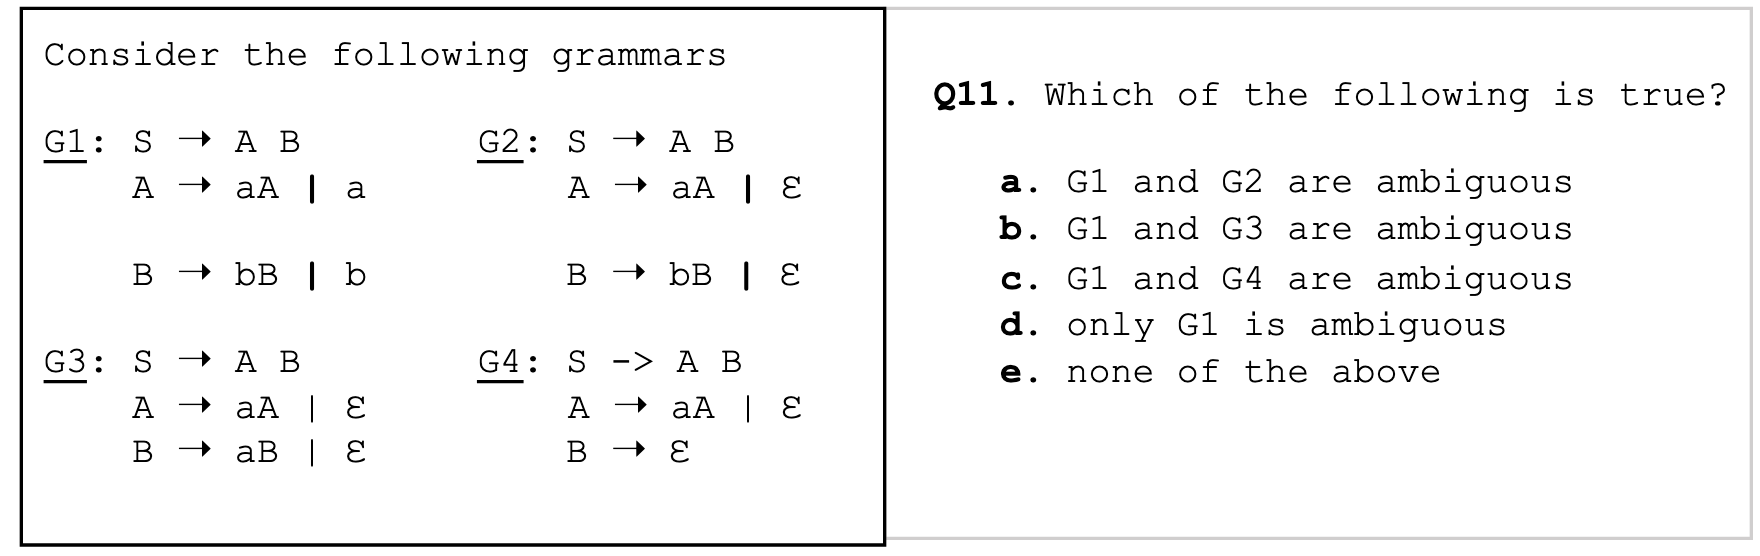 Consider the following grammars
G1: S → A B
A → aA | a
B → bB | b
G2: S → A B
A → aA | Ɛ
B → bB | Ɛ
G3: S → A B
A → aA | Ɛ
B → aB | Ɛ
G4: S -> A B
A → aA | Ɛ
B → Ɛ
Q11. Which of the following is true?
a. G1 and G2 are ambiguous
b. G1 and G3 are ambiguous
c. G1 and G4 are ambiguous
d. only G1 is ambiguous
e. none of the above